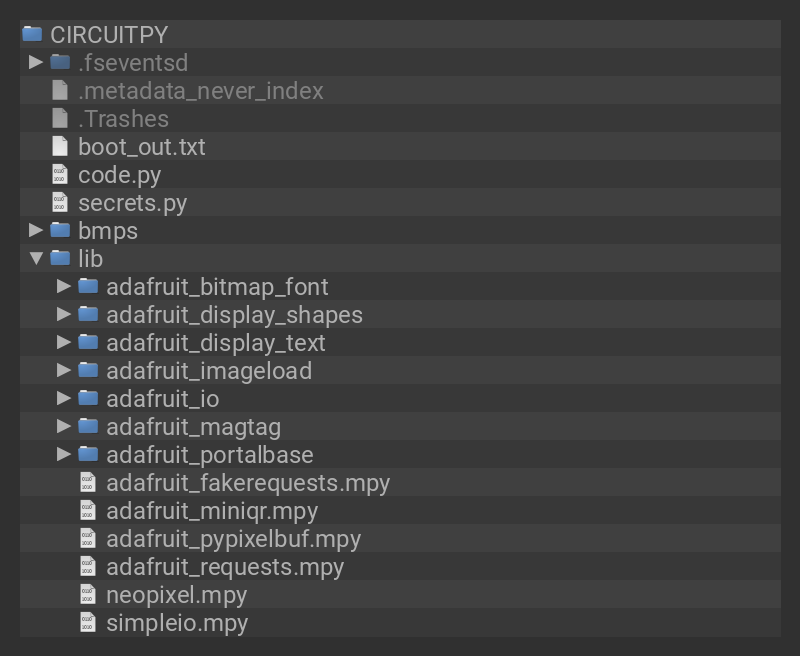 CIRCUITPY
.fseventsd
.metadata_never_index
.Trashes
boot_out.txt
code.py
secrets.py
bmps
lib
adafruit_bitmap_font
adafruit_display_shapes
adafruit_display_text
adafruit_imageload
adafruit_io
adafruit_magtag
adafruit_portalbase
adafruit_fakerequests.mpy
adafruit_miniqr.mpy
adafruit_pypixelbuf.mpy
adafruit_requests.mpy
neopixel.mpy
simpleio.mpy